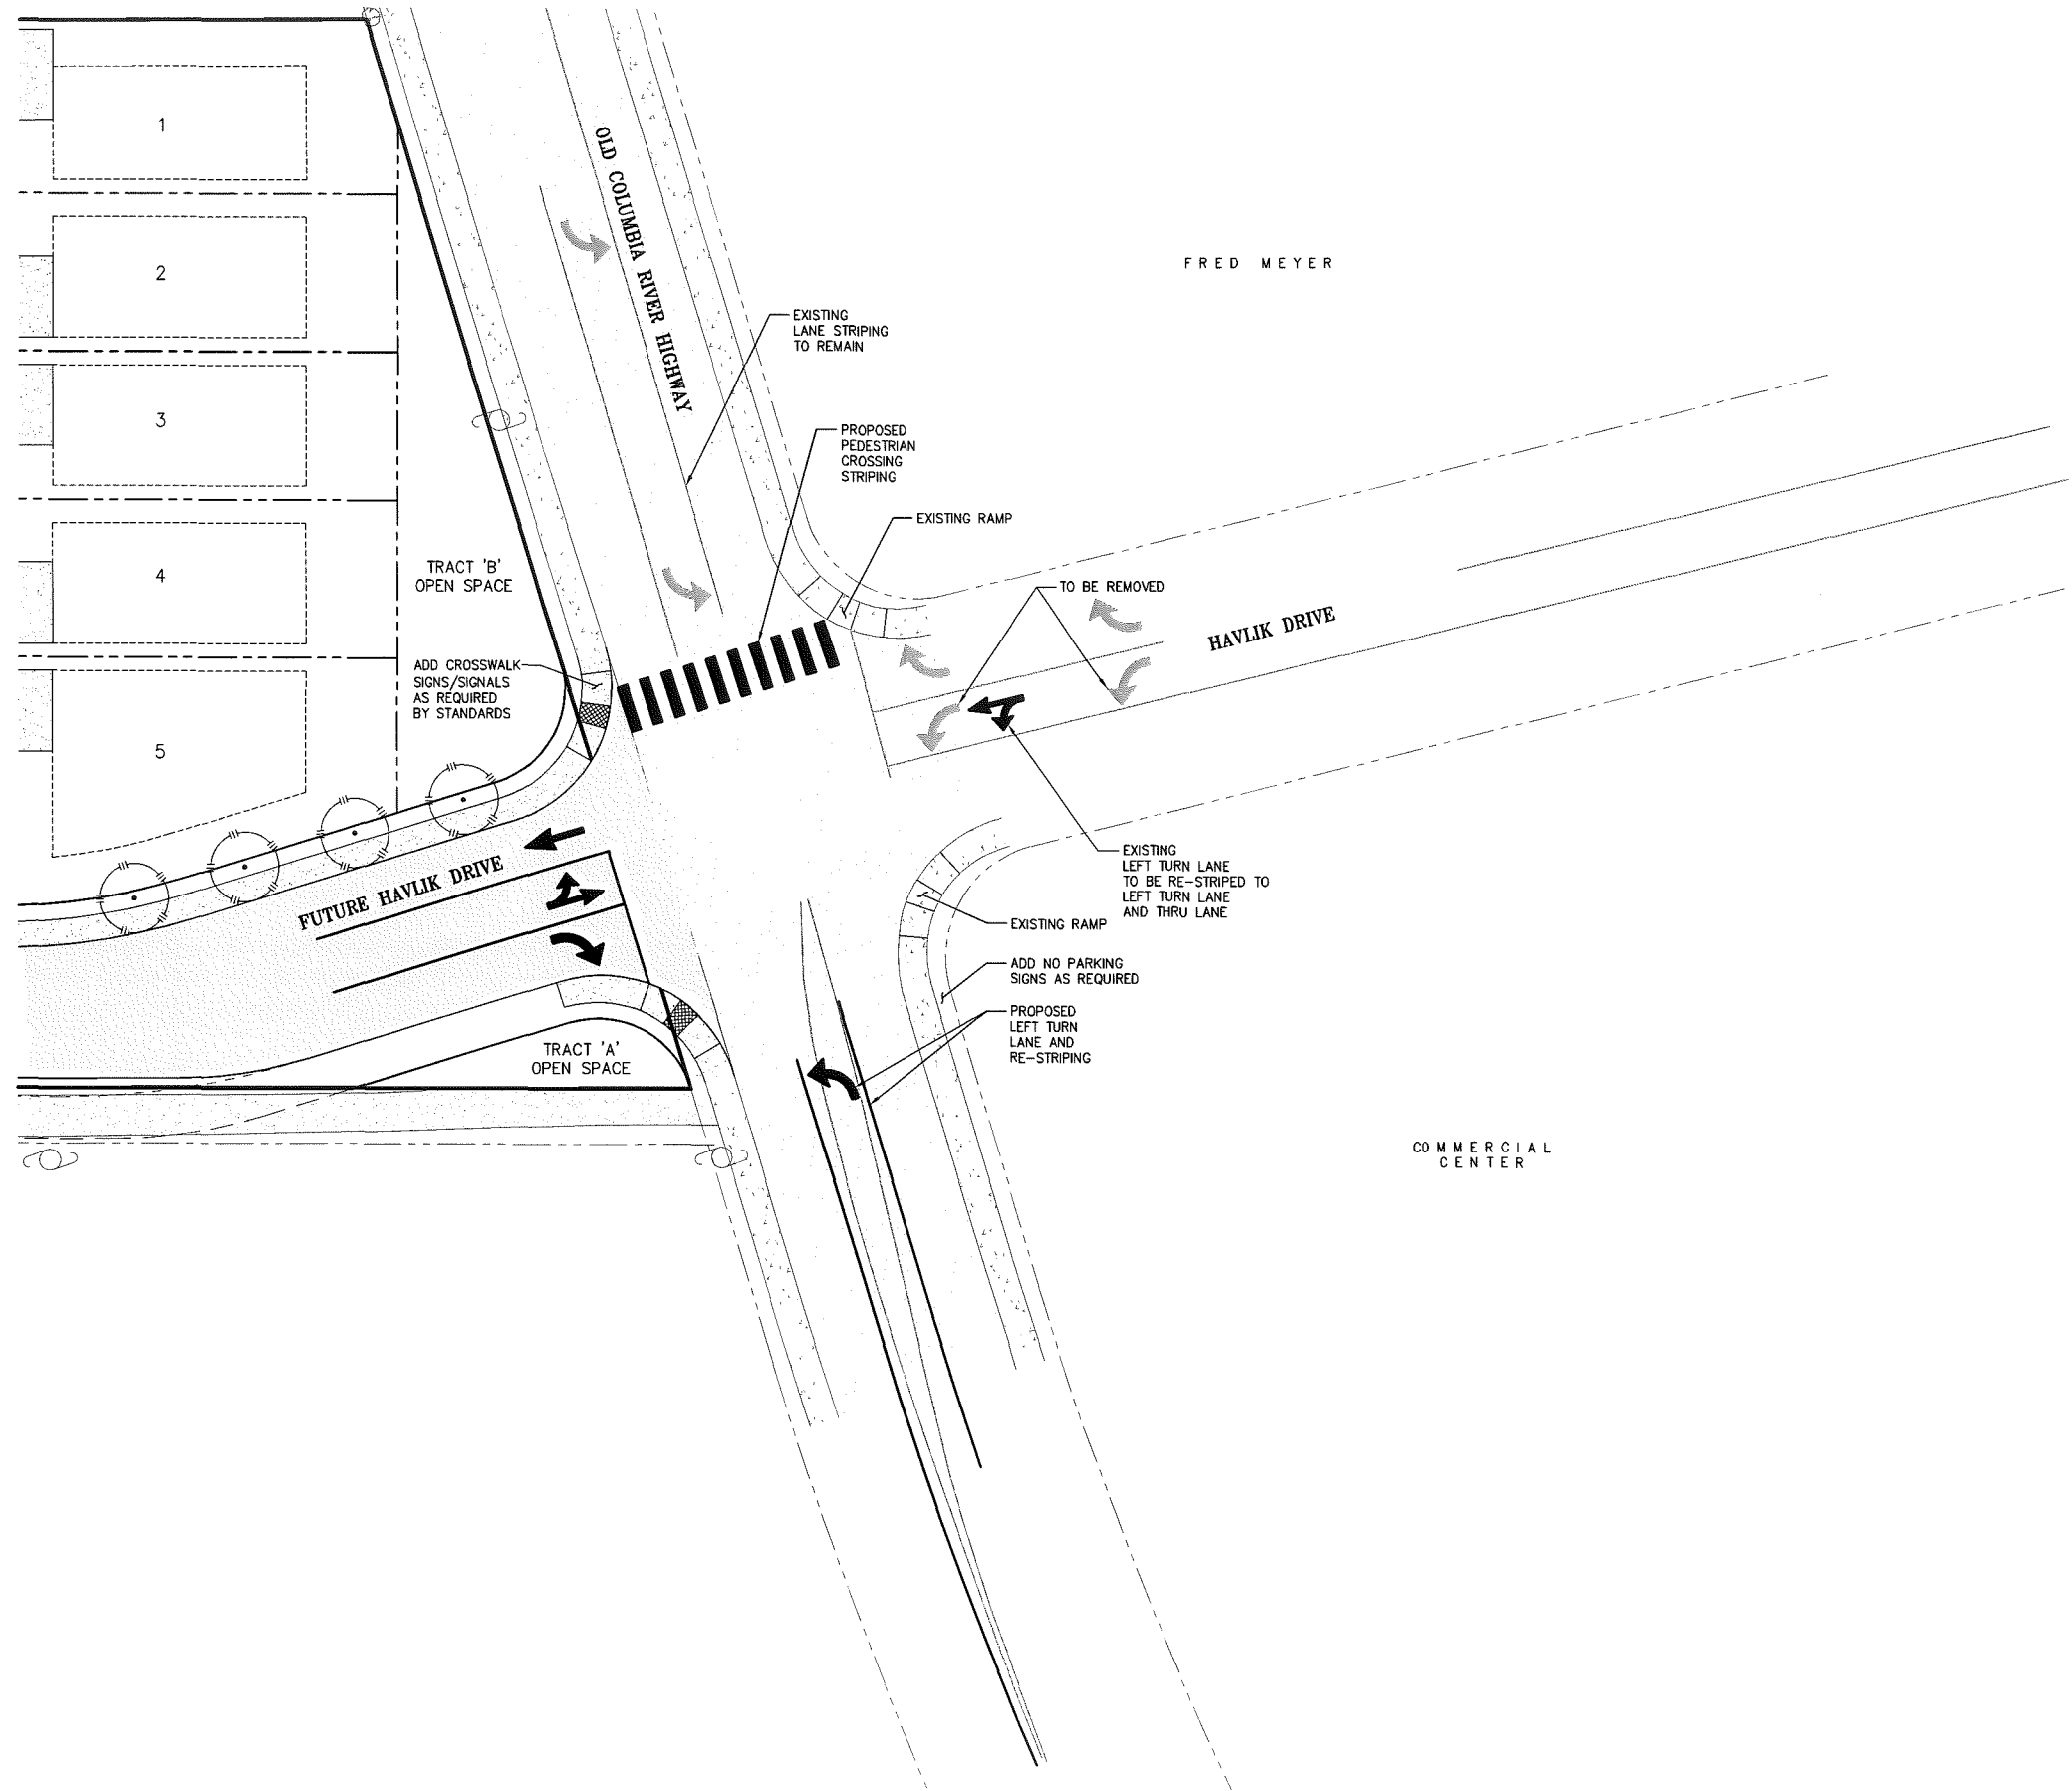 1
2
3
4
5
OLD COLUMBIA RIVER HIGHWAY
FRED MEYER
EXISTING
LANE STRIPING
TO REMAIN
PROPOSED
PEDESTRIAN
CROSSING
STRIPING
EXISTING RAMP
TRACT 'B'
OPEN SPACE
TO BE REMOVED
HAVLIK DRIVE
ADD CROSSWALK
SIGNS/SIGNALS
AS REQUIRED
BY STANDARDS
FUTURE HAVLIK DRIVE
EXISTING
LEFT TURN LANE
TO BE RE-STRIPED TO
LEFT TURN LANE
AND THRU LANE
EXISTING RAMP
ADD NO PARKING
SIGNS AS REQUIRED
PROPOSED
LEFT TURN
LANE AND
RE-STRIPING
TRACT 'A'
OPEN SPACE
COMMERCIAL
CENTER